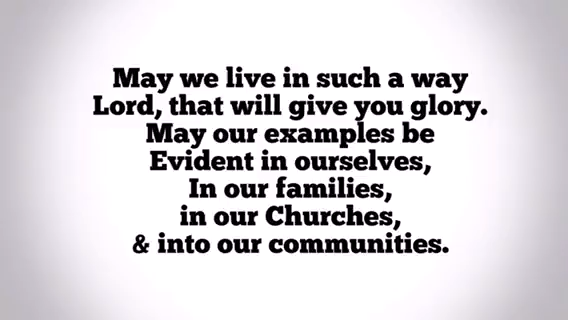 May we live in such a way
Lord, that will give you glory.
May our examples be
Evident in ourselves,
In our families,
in our Churches,
& into our communities.